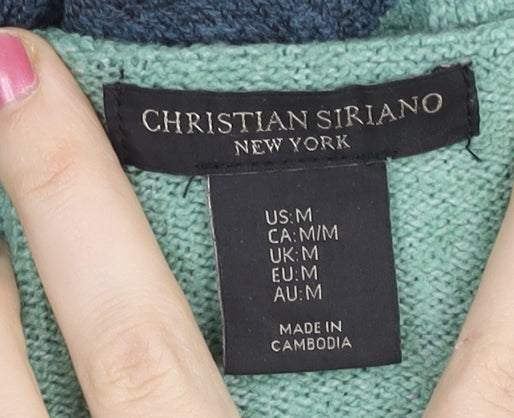 CHRISTIAN SIRIANO
NEW YORK
US:M
CA:M/M
UK:M
EU:M
AU:M
MADE IN
CAMBODIA